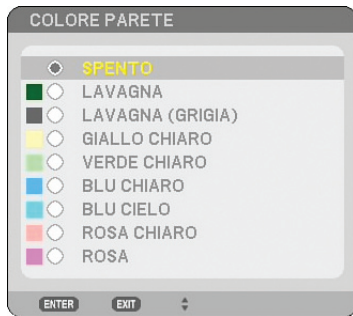 COLORE PARETE
SPENTO
LAVAGNA
LAVAGNA (GRIGIA)
GIALLO CHIARO
VERDE CHIARO
BLU CHIARO
BLU CIELO
ROSA CHIARO
ROSA
ENTER EXIT